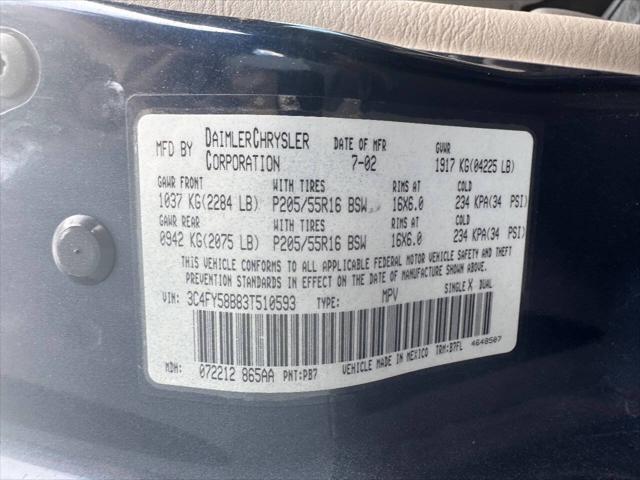 MFD BY DAIMLERCHRYSLER CORPORATION DATE OF MFR 7-02 GVWR 1917 KG(04225 LB)
GAWR FRONT WITH TIRES RIMS AT COLD
1037 KG(2284 LB) P205/55R16 BSW 16X6.0 234 KPA(34 PSI)
GAWR REAR WITH TIRES RIMS AT COLD
0942 KG(2075 LB) P205/55R16 BSW 16X6.0 234 KPA(34 PSI)
THIS VEHICLE CONFORMS TO ALL APPLICABLE FEDERAL MOTOR VEHICLE SAFETY AND THEFT
PREVENTION STANDARDS IN EFFECT ON THE DATE OF MANUFACTURE SHOWN ABOVE.
VIN: 3C4FY58B83T510593 TYPE: MPV SINGLE X DUAL
MDH: 072212 865AA PNT:PB7 VEHICLE MADE IN MEXICO TRM:B7FL 4648507